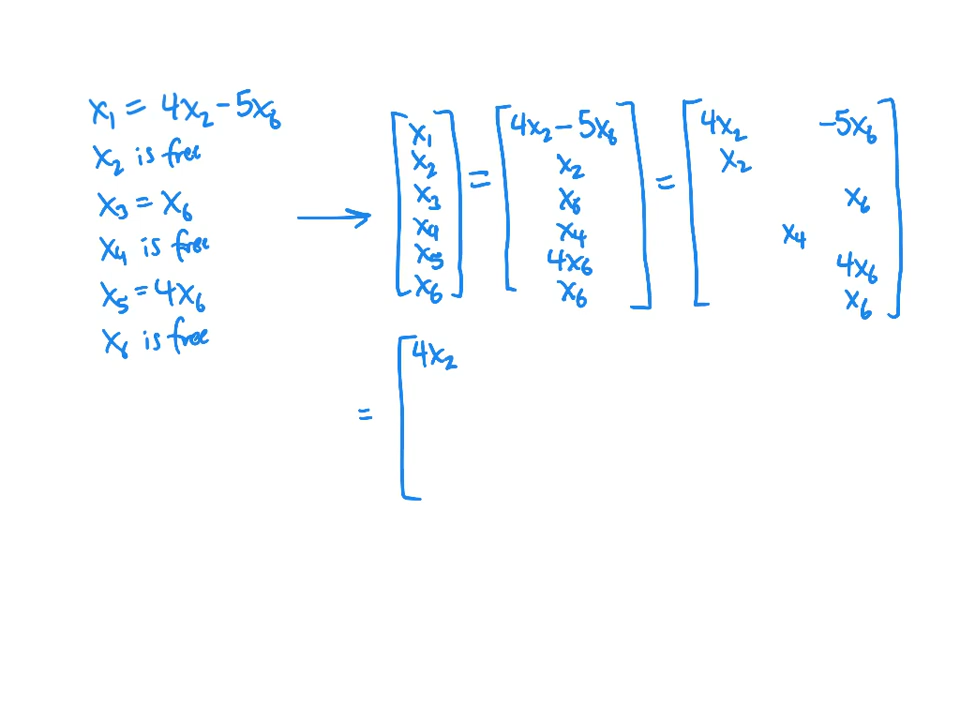 x₁ = 4x₂ - 5x₆
x₂ is free
x₃ = x₆
x₄ is free
x₅ = 4x₆
x₆ is free
→
[x₁ x₂ x₃ x₄ x₅ x₆] = [4x₂ - 5x₆ x₂ x₆ x₄ 4x₆ x₆] = [4x₂ -5x₆ x₂ x₆ x₄ 4x₆ x₆]
= [4x₂